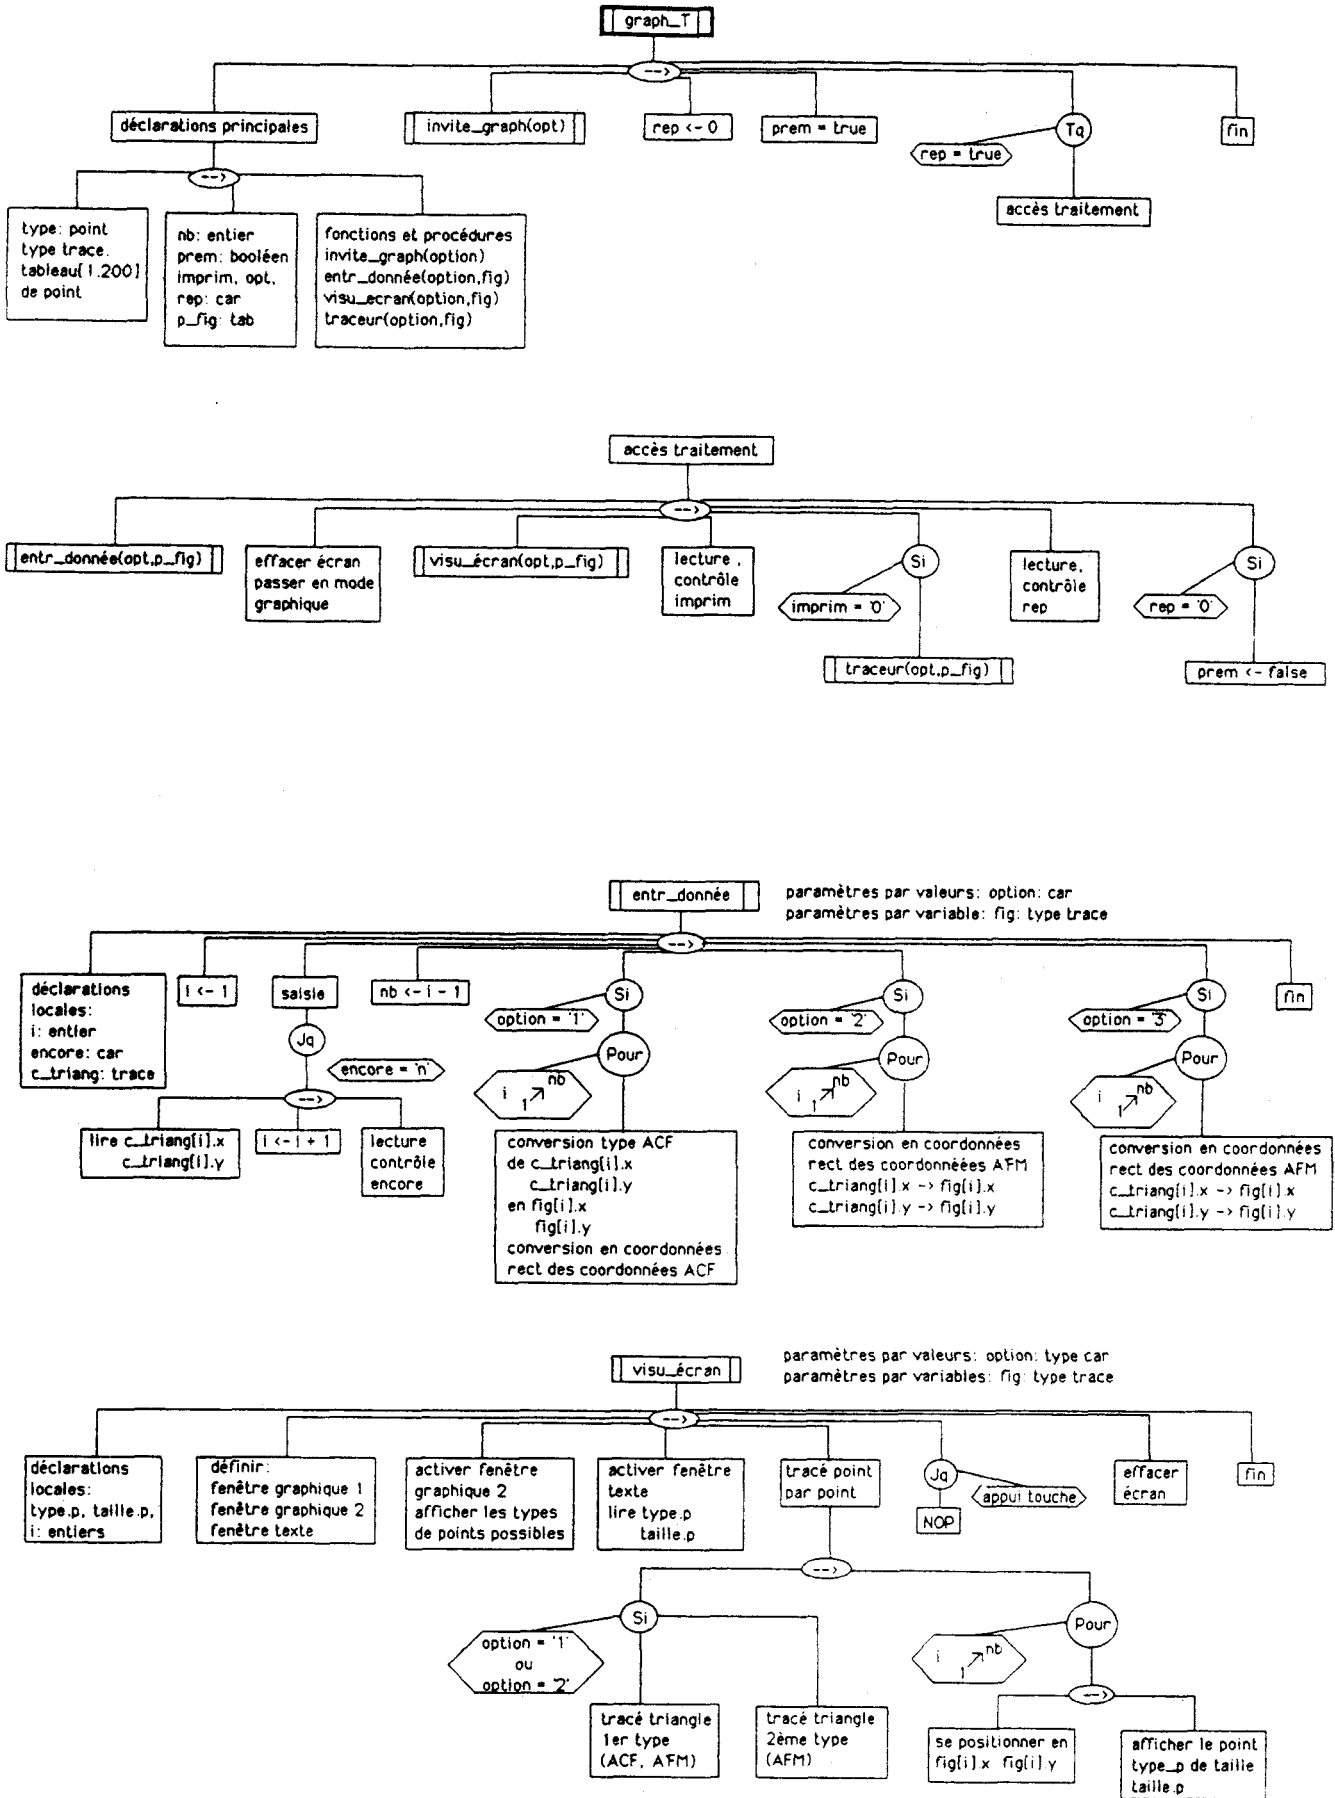 graph_T
-->
déclarations principales
invite_graph(opt)
rep <- 0
prem = true
Tq
rep = true
accès traitement
fin
-->
type: point
type trace.
tableau[1.200]
de point
nb: entier
prem: booléen
imprim, opt,
rep: car
p_fig: tab
fonctions et procédures
invite_graph(option)
entr_donnée(option,fig)
visu_ecran(option,fig)
traceur(option,fig)
accès traitement
-->
entr_donnée(opt,p_fig)
effacer écran
passer en mode
graphique
visu_écran(opt,p_fig)
lecture ,
contrôle
imprim
Si
imprim = 'O'
traceur(opt,p_fig)
lecture,
contrôle
rep
Si
rep = 'O'
prem <- false
entr_donnée
paramètres par valeurs: option: car
paramètres par variable: fig: type trace
-->
déclarations
locales:
i: entier
encore: car
c_triang: trace
i <- 1
saisie
Jq
encore = 'n'
-->
lire c_triang[i].x
c_triang[i].y
i <- i + 1
lecture
contrôle
encore
nb <- i - 1
Si
option = '1'
Pour
i 1 nb
conversion type ACF
de c_triang[i].x
c_triang[i].y
en fig[i].x
fig[i].y
conversion en coordonnées
rect des coordonnées ACF
Si
option = '2'
Pour
i 1 nb
conversion en coordonnées
rect des coordonnéées AFM
c_triang[i].x -> fig[i].x
c_triang[i].y -> fig[i].y
Si
option = '3'
Pour
i 1 nb
conversion en coordonnées
rect des coordonnées AFM
c_triang[i].x -> fig[i].x
c_triang[i].y -> fig[i].y
fin
visu_écran
paramètres par valeurs: option: type car
paramètres par variables: fig: type trace
-->
déclarations
locales:
type.p, taille.p,
i: entiers
définir:
fenêtre graphique 1
fenêtre graphique 2
fenêtre texte
activer fenêtre
graphique 2
afficher les types
de points possibles
activer fenêtre
texte
lire type.p
taille.p
tracé point
par point
Jq
appui touche
NOP
effacer
écran
fin
-->
Si
option = '1'
ou
option = '2'
tracé triangle
1er type
(ACF, AFM)
tracé triangle
2ème type
(AFM)
Pour
i 1 nb
-->
se positionner en
fig[i].x fig[i].y
afficher le point
type_p de taille
taille.p